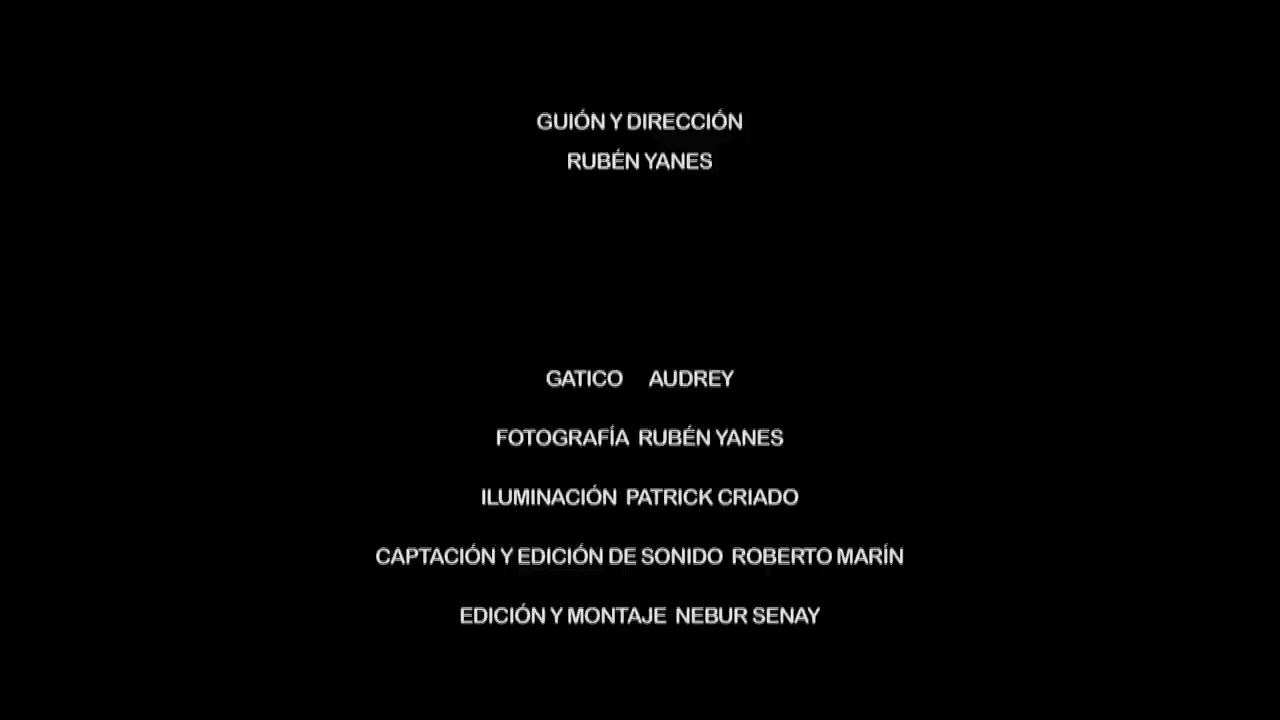 GUIÓN Y DIRECCIÓN
RUBÉN YANES
GATICO AUDREY
FOTOGRAFÍA RUBÉN YANES
ILUMINACIÓN PATRICK CRIADO
CAPTACIÓN Y EDICIÓN DE SONIDO ROBERTO MARÍN
EDICIÓN Y MONTAJE NEBUR SENAY